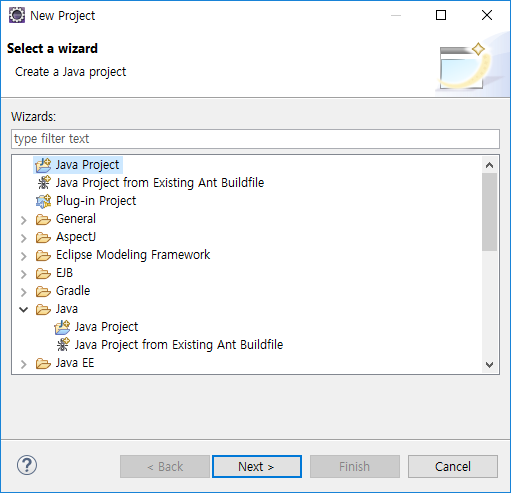 New Project
Select a wizard
Create a Java project
Wizards:
type filter text
Java Project
Java Project from Existing Ant Buildfile
Plug-in Project
General
AspectJ
Eclipse Modeling Framework
EJB
Gradle
Java
Java Project
Java Project from Existing Ant Buildfile
Java EE
? < Back Next > Finish Cancel